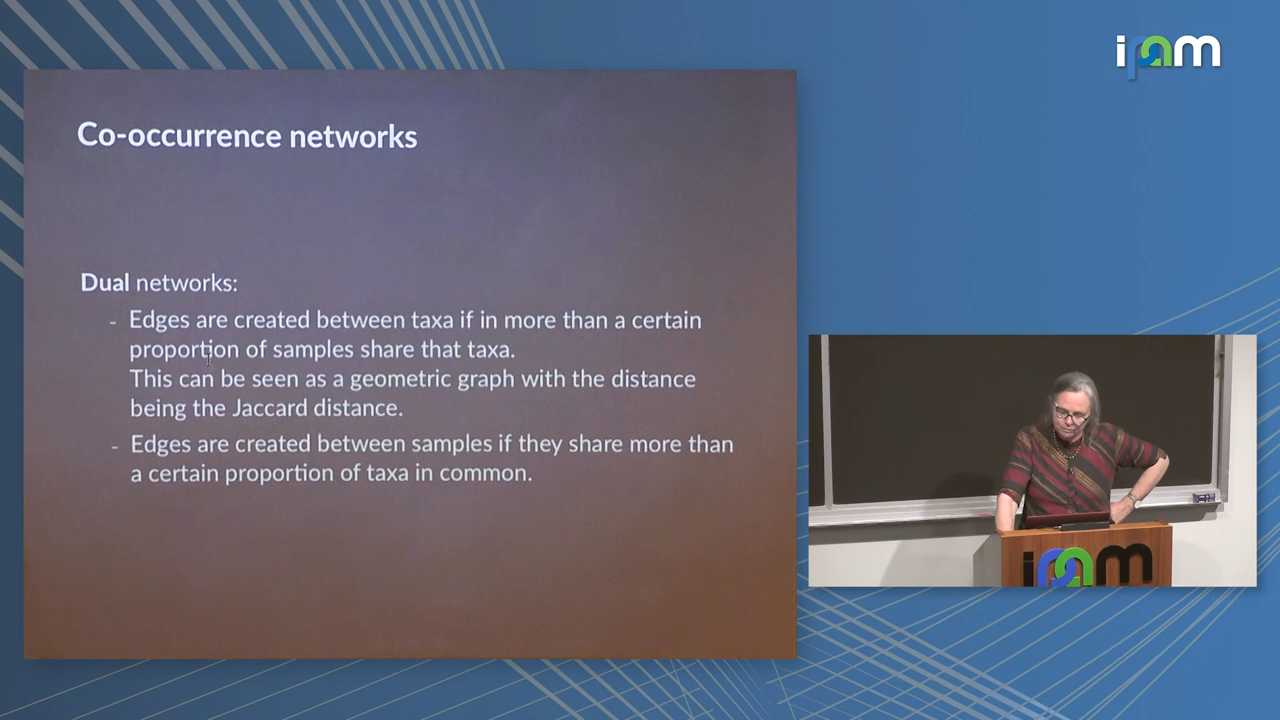 ipam
Co-occurrence networks
Dual networks:
- Edges are created between taxa if in more than a certain
proportion of samples share that taxa.
This can be seen as a geometric graph with the distance
being the Jaccard distance.
- Edges are created between samples if they share more than
a certain proportion of taxa in common.
ipam